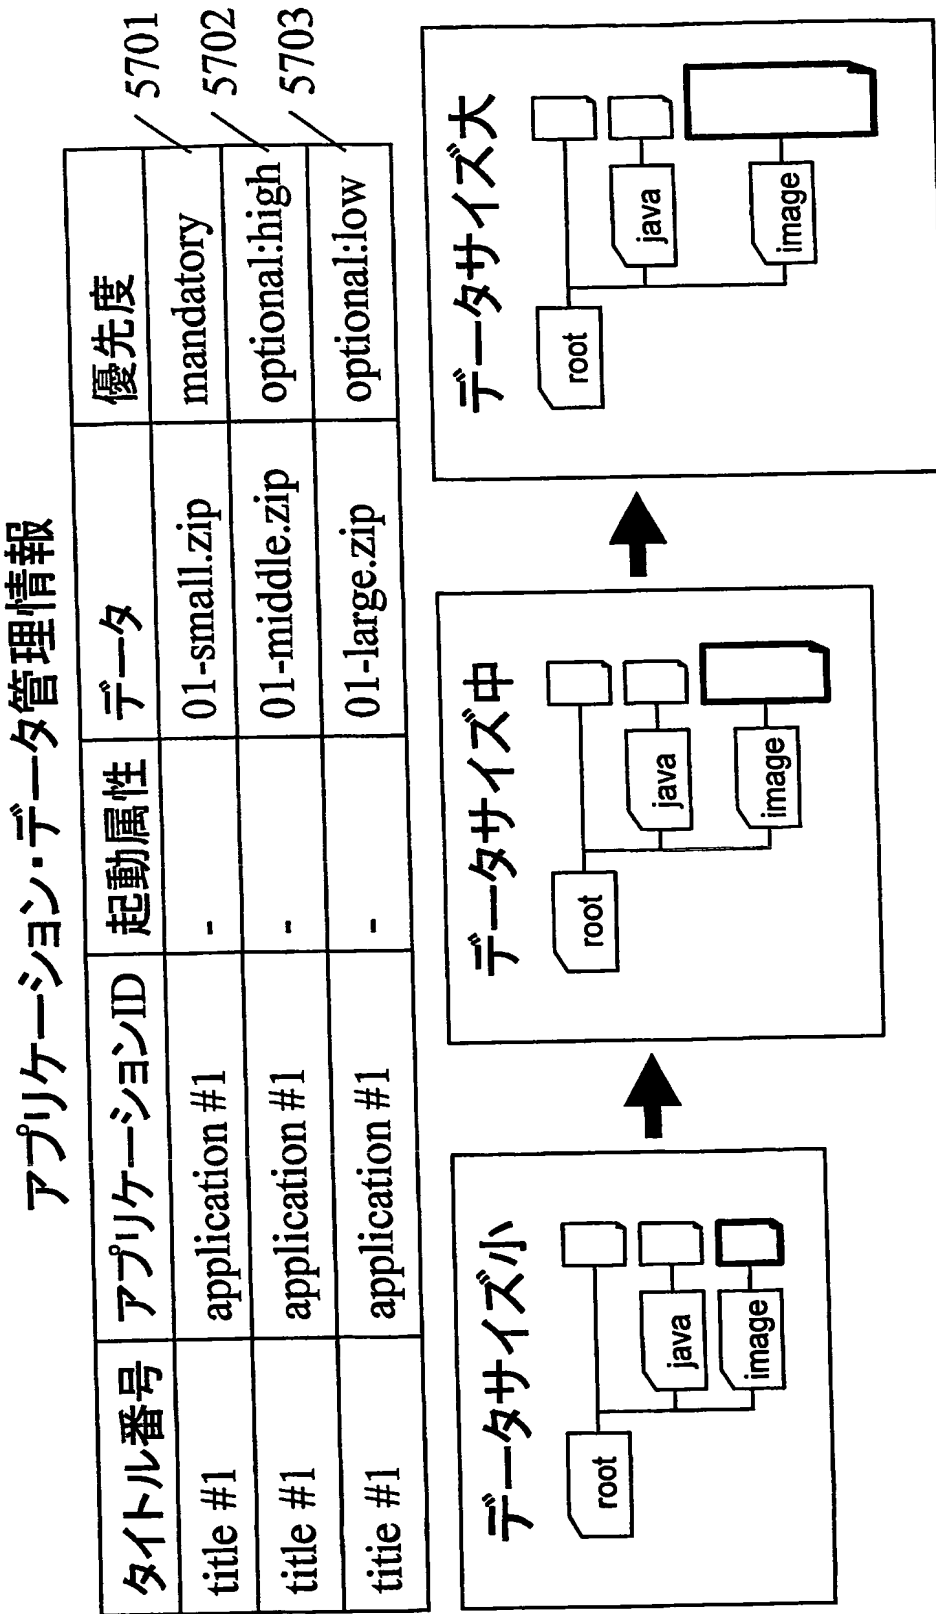 アプリケーション・データ管理情報
タイトル番号 アプリケーションID 起動属性 データ 優先度
title #1 application #1 - 01-small.zip mandatory 5701
title #1 application #1 - 01-middle.zip optional:high 5702
titie #1 application #1 - 01-large.zip optional:low 5703
データサイズ小
root
java
image
データサイズ中
root
java
image
データサイズ大
root
java
image